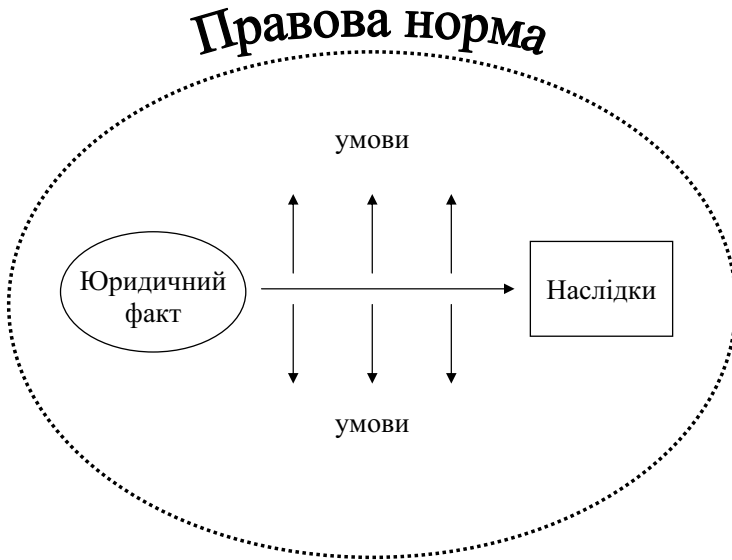 Правова норма
умови
Юридичний
факт
Наслідки
умови